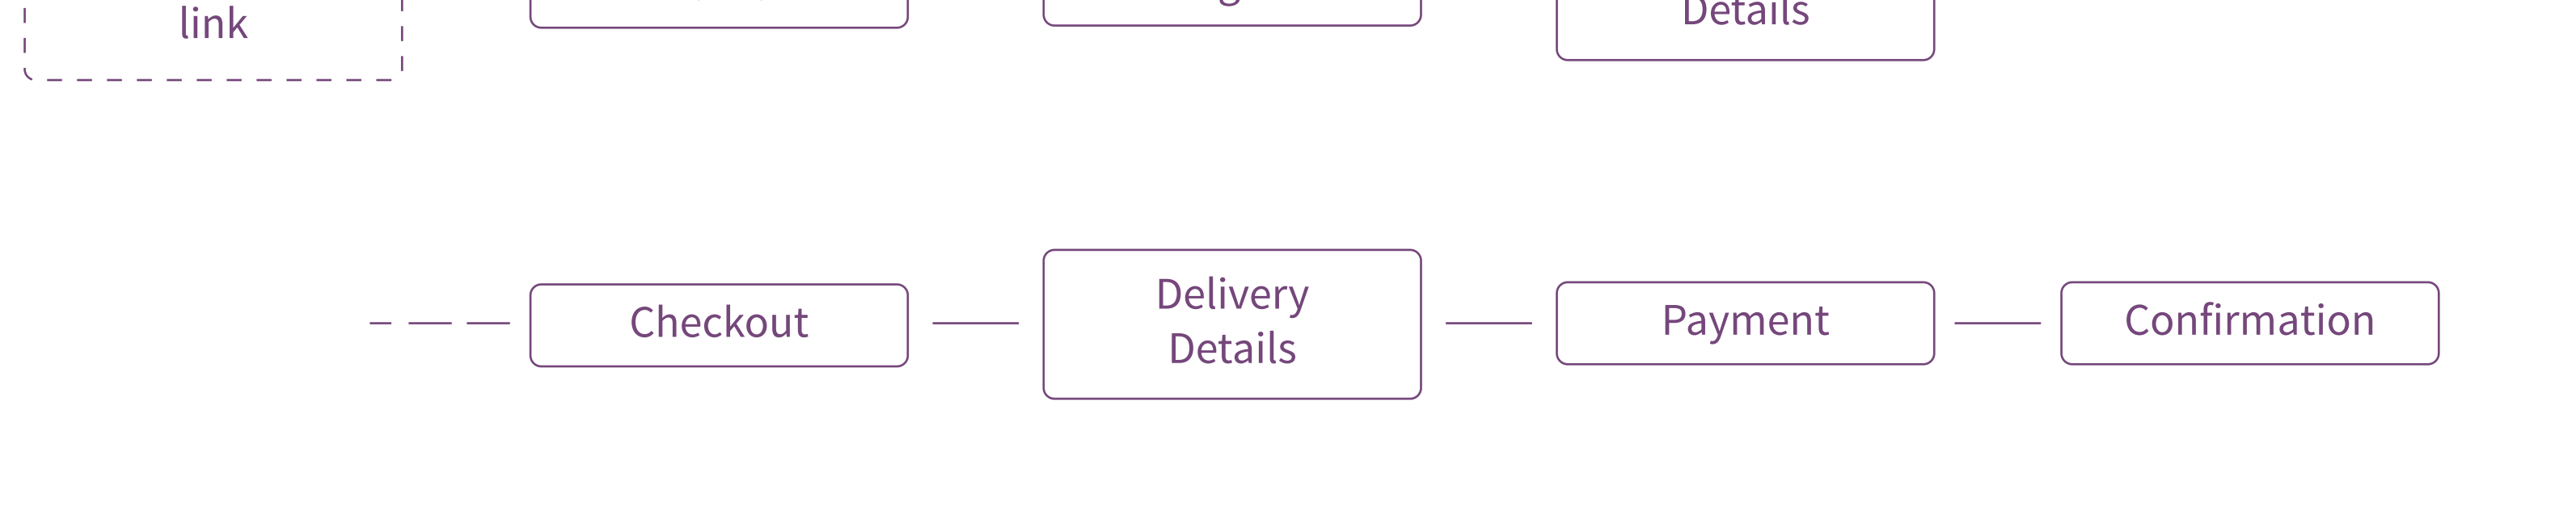 link
Details
Checkout
Delivery
Details
Payment
Confirmation